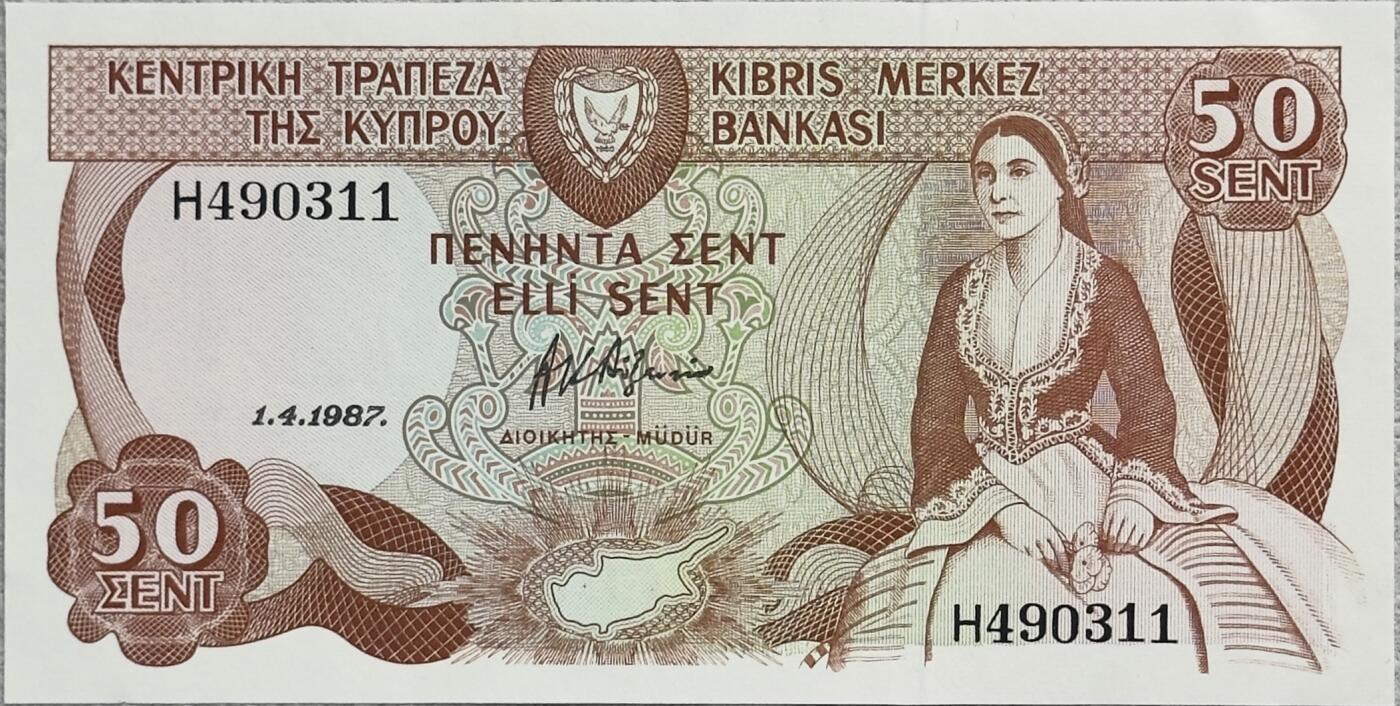 ΚΕΝΤΡΙΚΗ ΤΡΑΠΕΖΑ
ΤΗΣ ΚΥΠΡΟΥ
KIBRIS MERKEZ
BANKASI
50
SENT
H490311
ΠΕΝΗΝΤΑ ΣΕΝΤ
ELLİ SENT
1.4.1987.
ΔΙΟΙΚΗΤΗΣ - MÜDÜR
50
ΣΕΝΤ
H490311